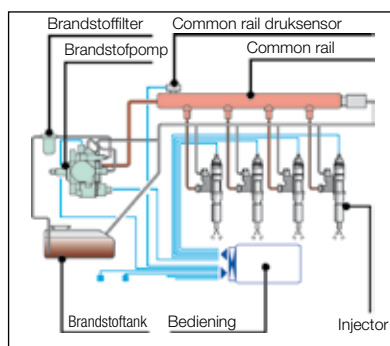 Brandstoffilter
Common rail druksensor
Brandstofpomp
Common rail
Brandstoftank
Bediening
Injector